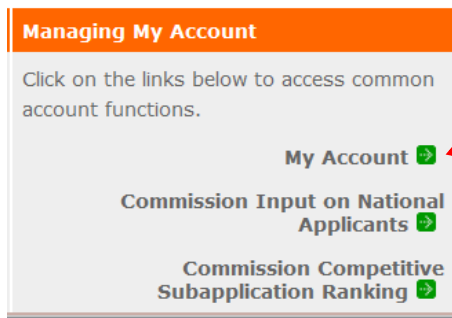 Managing My Account
Click on the links below to access common
account functions.
My Account
Commission Input on National
Applicants
Commission Competitive
Subapplication Ranking